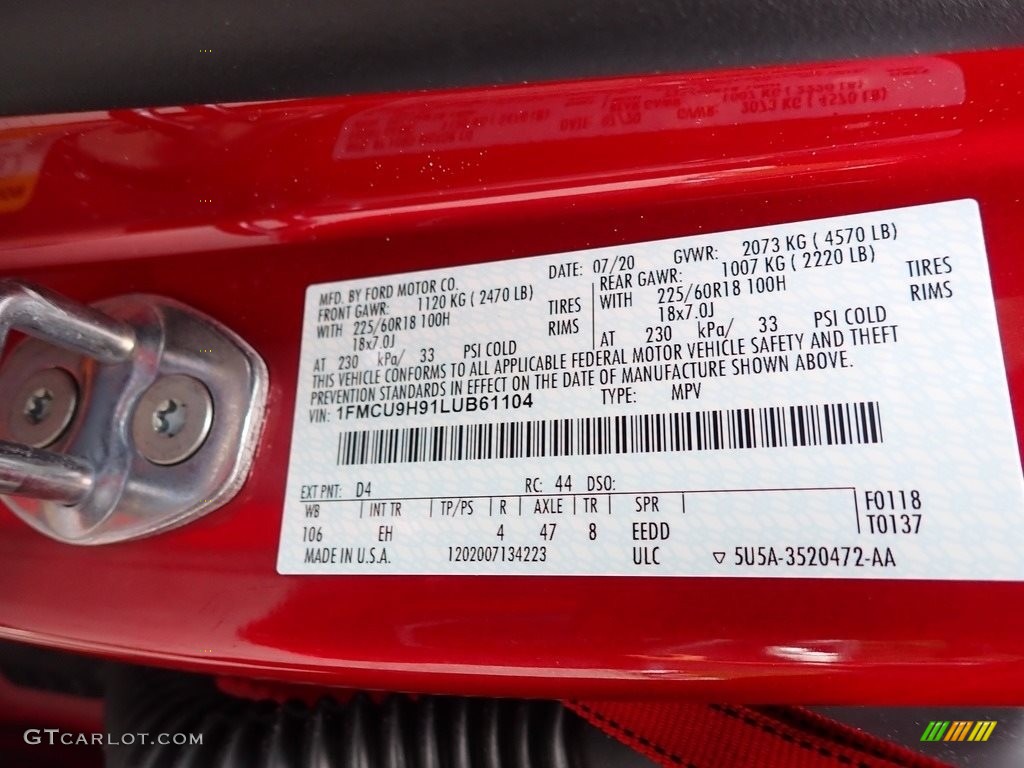 MFD. BY FORD MOTOR CO.
DATE: 07/20 GVWR: 2073 KG ( 4570 LB)
FRONT GAWR: 1120 KG ( 2470 LB)
WITH 225/60R18 100H TIRES
18x7.0J RIMS
AT 230 kPa/ 33 PSI COLD
REAR GAWR: 1007 KG ( 2220 LB)
WITH 225/60R18 100H TIRES
18x7.0J RIMS
AT 230 kPa/ 33 PSI COLD
THIS VEHICLE CONFORMS TO ALL APPLICABLE FEDERAL MOTOR VEHICLE SAFETY AND THEFT
PREVENTION STANDARDS IN EFFECT ON THE DATE OF MANUFACTURE SHOWN ABOVE.
VIN: 1FMCU9H91LUB61104 TYPE: MPV
EXT PNT: D4 RC: 44 DSO:
WB INT TR TP/PS R AXLE TR SPR F0118
106 EH 4 47 8 EEDD T0137
MADE IN U.S.A. 1202007134223 ULC ▽ 5U5A-3520472-AA
GTCARLOT.COM